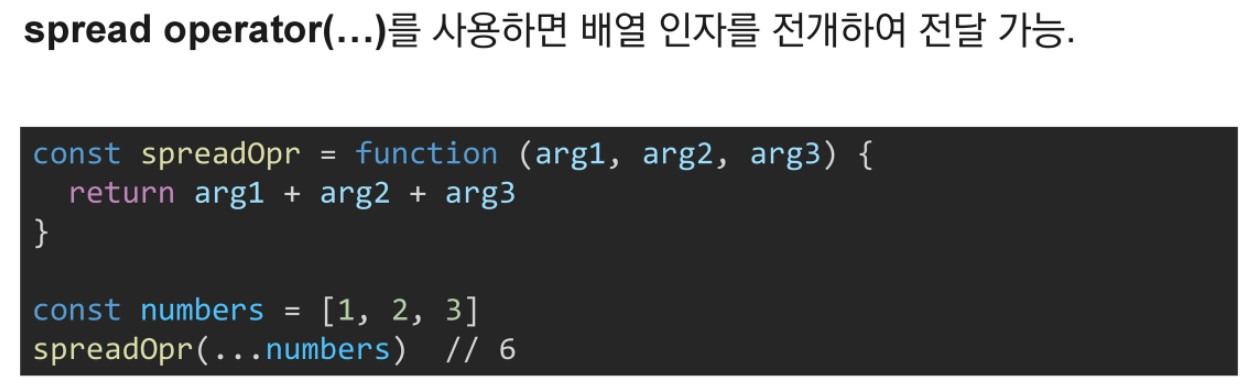 spread operator(...)를 사용하면 배열 인자를 전개하여 전달 가능.
const spreadOpr = function (arg1, arg2, arg3) {
  return arg1 + arg2 + arg3
}
const numbers = [1, 2, 3]
spreadOpr(...numbers)  // 6